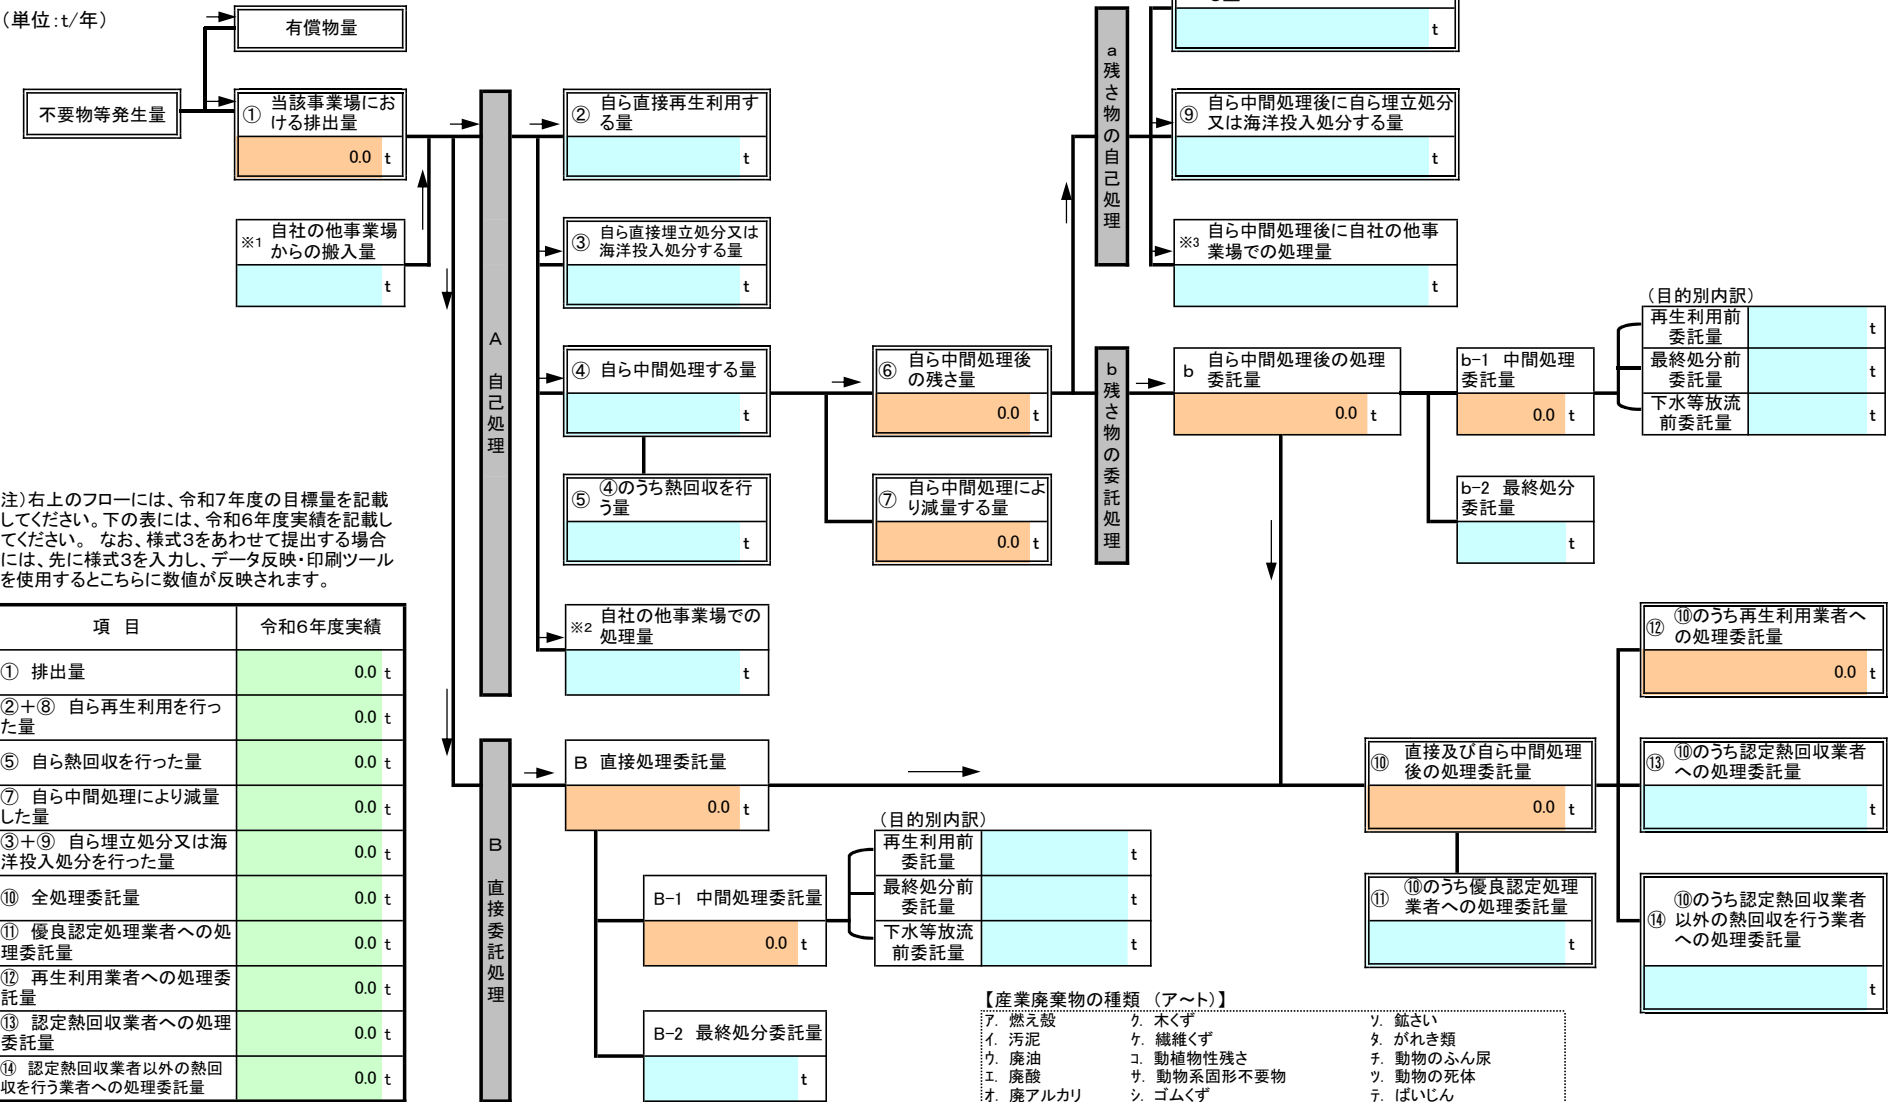 (単位:t/年)
有償物量
不要物等発生量
① 当該事業場にお
ける排出量
0.0 t
※1 自社の他事業場
からの搬入量
t
A 自己処理
② 自ら直接再生利用す
る量
t
③ 自ら直接埋立処分又は
海洋投入処分する量
t
④ 自ら中間処理する量
t
⑤ ④のうち熱回収を行
う量
t
※2 自社の他事業場での
処理量
t
⑥ 自ら中間処理後
の残さ量
0.0 t
⑦ 自ら中間処理によ
り減量する量
0.0 t
a 残さ物の自己処理
t
⑨ 自ら中間処理後に自ら埋立処分
又は海洋投入処分する量
t
※3 自ら中間処理後に自社の他事
業場での処理量
t
b 残さ物の委託処理
b 自ら中間処理後の処理
委託量
0.0 t
b-1 中間処理
委託量
0.0 t
(目的別内訳)
再生利用前
委託量
t
最終処分前
委託量
t
下水等放流
前委託量
t
b-2 最終処分
委託量
t
注)右上のフローには、令和7年度の目標量を記載
してください。下の表には、令和6年度実績を記載し
てください。 なお、様式3をあわせて提出する場合
には、先に様式3を入力し、データ反映・印刷ツール
を使用するとこちらに数値が反映されます。
項 目 令和6年度実績
① 排出量 0.0 t
②+⑧ 自ら再生利用を行っ
た量 0.0 t
⑤ 自ら熱回収を行った量 0.0 t
⑦ 自ら中間処理により減量
した量 0.0 t
③+⑨ 自ら埋立処分又は海
洋投入処分を行った量 0.0 t
⑩ 全処理委託量 0.0 t
⑪ 優良認定処理業者への処
理委託量 0.0 t
⑫ 再生利用業者への処理委
託量 0.0 t
⑬ 認定熱回収業者への処理
委託量 0.0 t
⑭ 認定熱回収業者以外の熱回
収を行う業者への処理委託量 0.0 t
B 直接委託処理
B 直接処理委託量
0.0 t
B-1 中間処理委託量
0.0 t
(目的別内訳)
再生利用前
委託量
t
最終処分前
委託量
t
下水等放流
前委託量
t
B-2 最終処分委託量
t
⑩ 直接及び自ら中間処理
後の処理委託量
0.0 t
⑪ ⑩のうち優良認定処理
業者への処理委託量
t
⑫ ⑩のうち再生利用業者へ
の処理委託量
0.0 t
⑬ ⑩のうち認定熱回収業者
への処理委託量
t
⑭ ⑩のうち認定熱回収業者
以外の熱回収を行う業者
への処理委託量
t
【産業廃棄物の種類 (ア~ト)】
ア. 燃え殻 ク. 木くず ソ. 鉱さい
イ. 汚泥 ケ. 繊維くず タ. がれき類
ウ. 廃油 コ. 動植物性残さ チ. 動物のふん尿
エ. 廃酸 サ. 動物系固形不要物 ツ. 動物の死体
オ. 廃アルカリ シ. ゴムくず テ. ばいじん